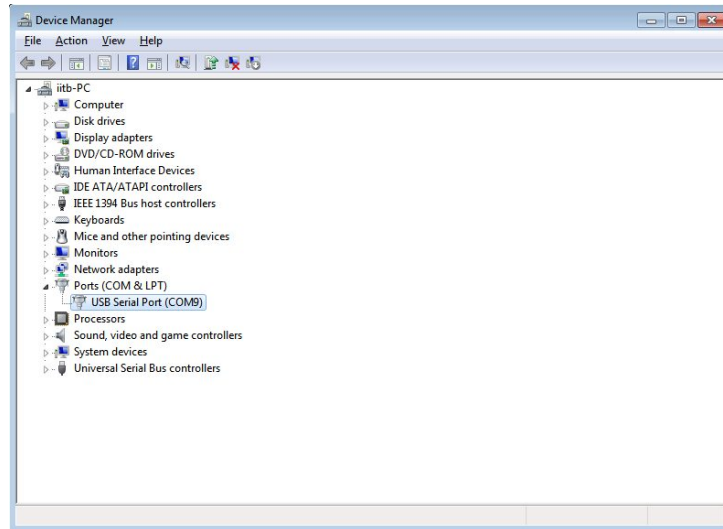 Device Manager
File Action View Help
iitb-PC
Computer
Disk drives
Display adapters
DVD/CD-ROM drives
Human Interface Devices
IDE ATA/ATAPI controllers
IEEE 1394 Bus host controllers
Keyboards
Mice and other pointing devices
Monitors
Network adapters
Ports (COM & LPT)
USB Serial Port (COM9)
Processors
Sound, video and game controllers
System devices
Universal Serial Bus controllers